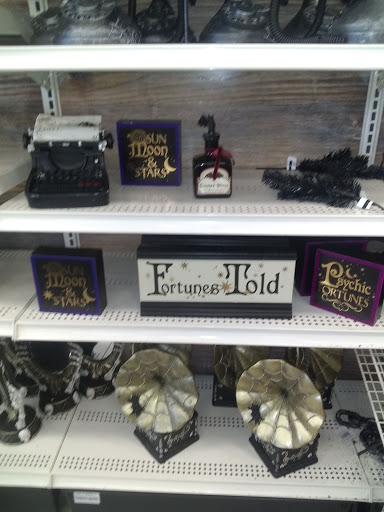 SUN
Moon
&
STARS
SUN
Moon
&
STARS
Fortunes Told
Psychic
FORTUNES